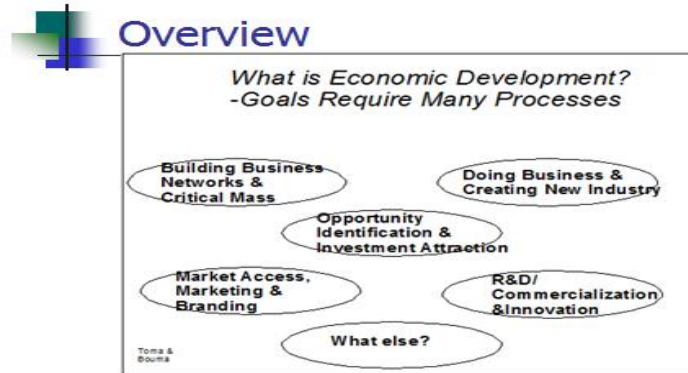 Overview
What is Economic Development?
-Goals Require Many Processes
Building Business
Networks &
Critical Mass
Doing Business &
Creating New Industry
Opportunity
Identification &
Investment Attraction
Market Access,
Marketing &
Branding
R&D/
Commercialization
&Innovation
What else?
Toma &
Bouma